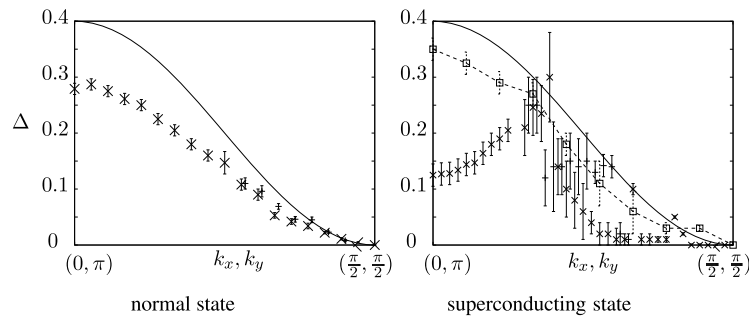 0.4 0.4
0.3 0.3
Δ 0.2 0.2
0.1 0.1
0 0
(0, π) k_x, k_y (π/2, π/2) (0, π) k_x, k_y (π/2, π/2)
normal state superconducting state